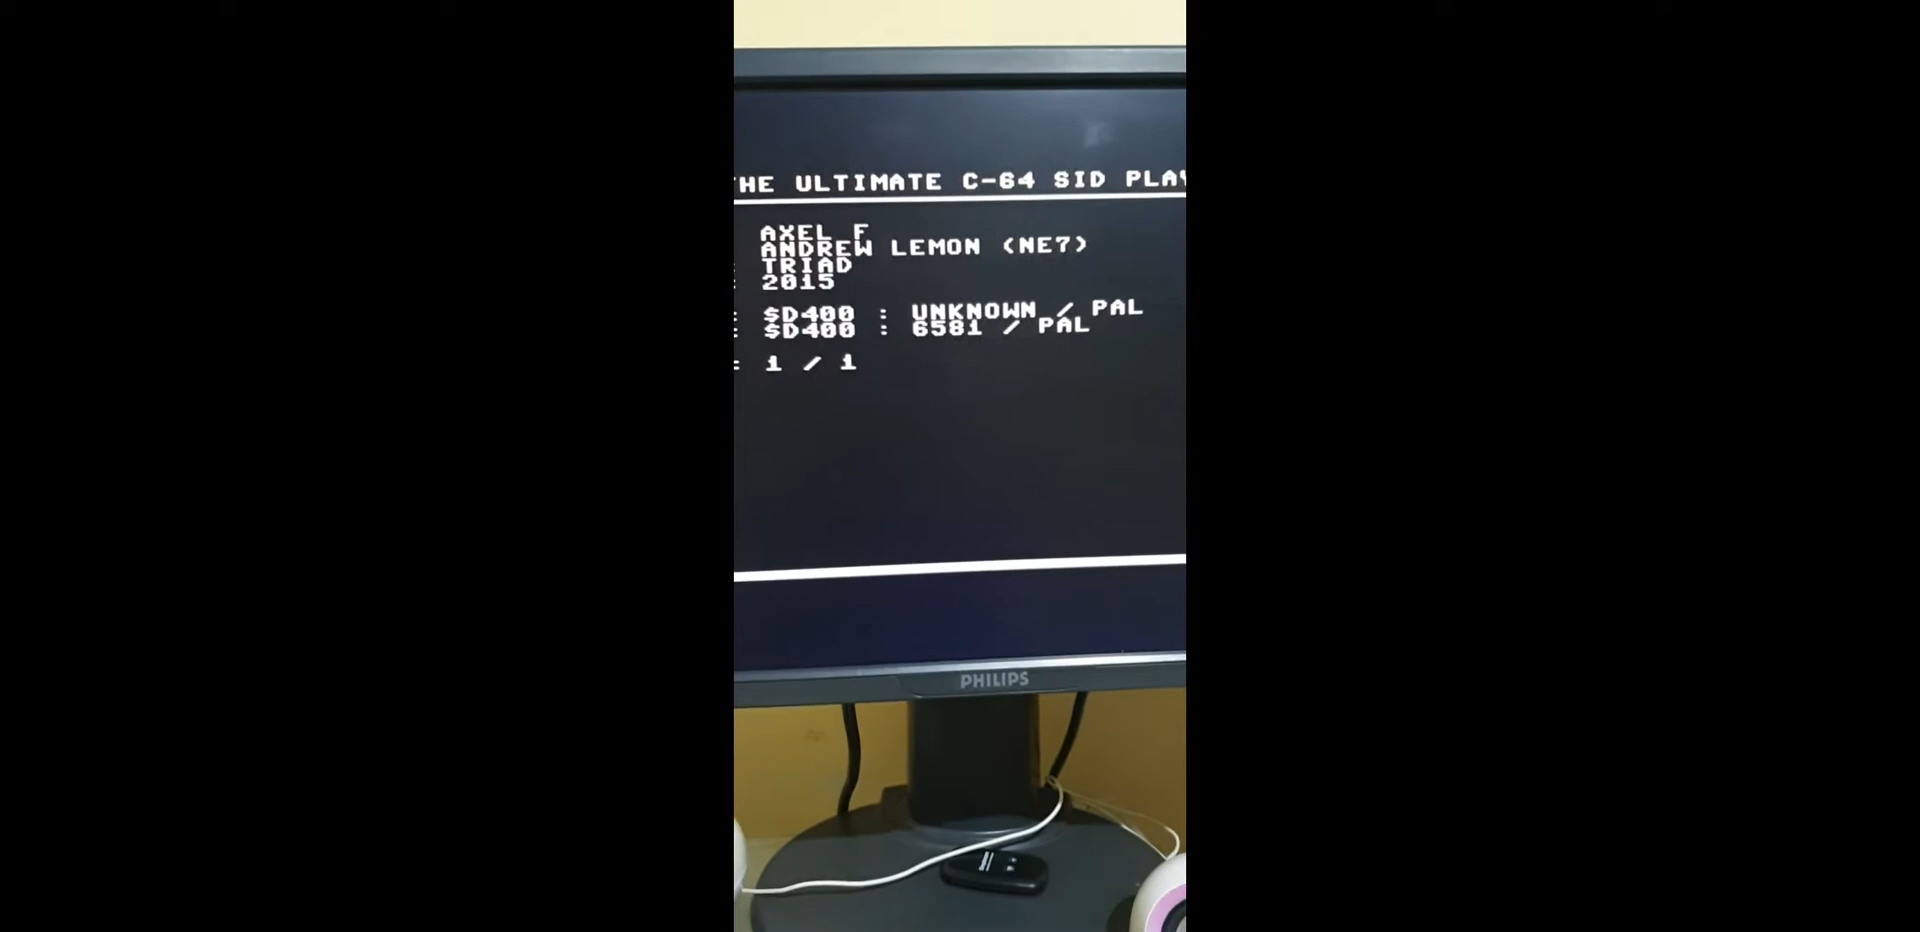 HE ULTIMATE C-64 SID PLAY
AXEL F
ANDREW LEMON (NE7)
: TRIAD
: 2015
: $D400 : UNKNOWN / PAL
: $D400 : 6581 / PAL
: 1 / 1
PHILIPS